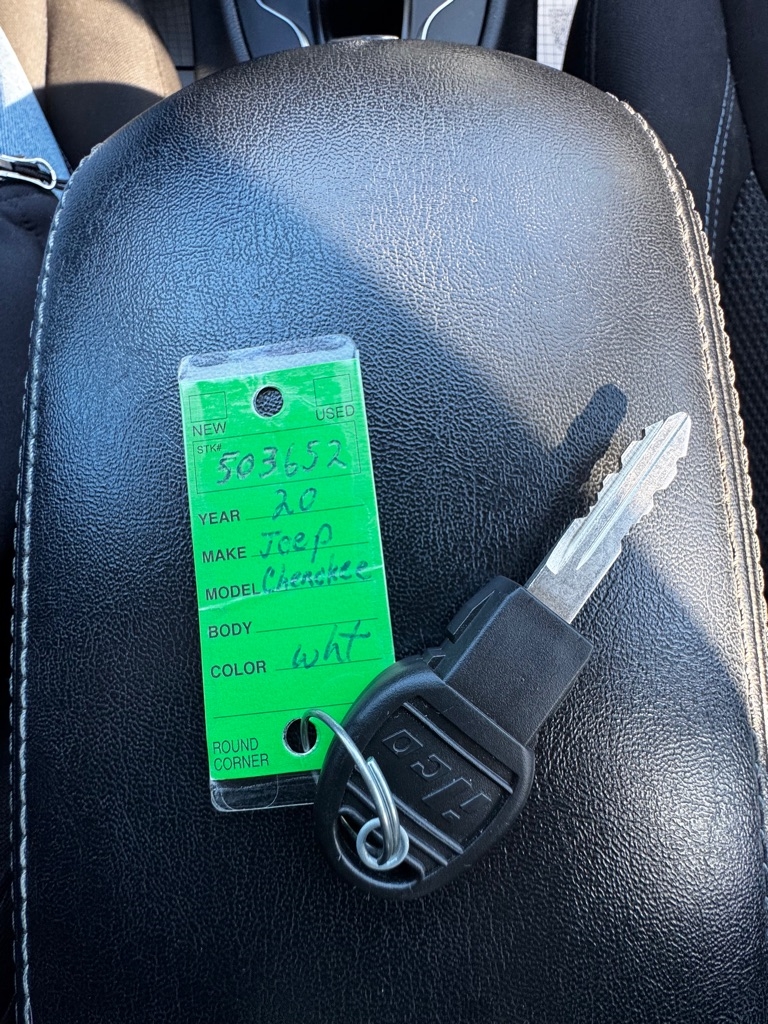 NEW USED
STK#
503652
YEAR 20
MAKE Jeep
MODEL Cherokee
BODY
COLOR wht
ROUND
CORNER